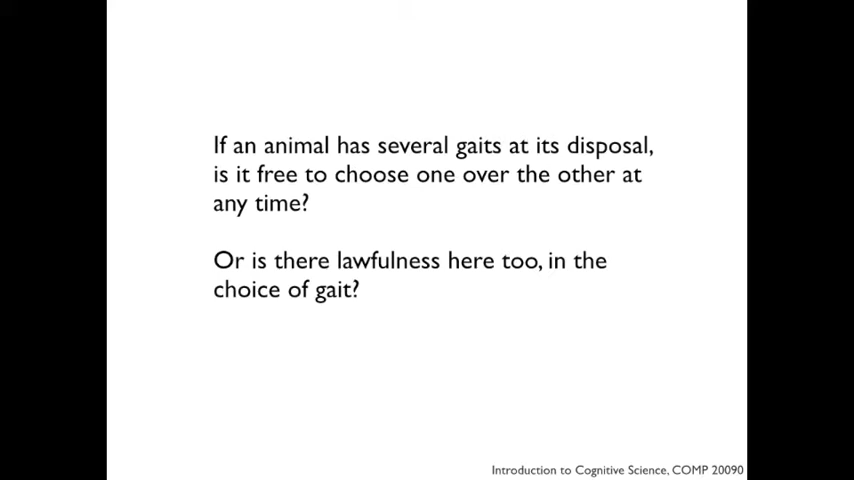 If an animal has several gaits at its disposal,
is it free to choose one over the other at
any time?
Or is there lawfulness here too, in the
choice of gait?
Introduction to Cognitive Science, COMP 20090